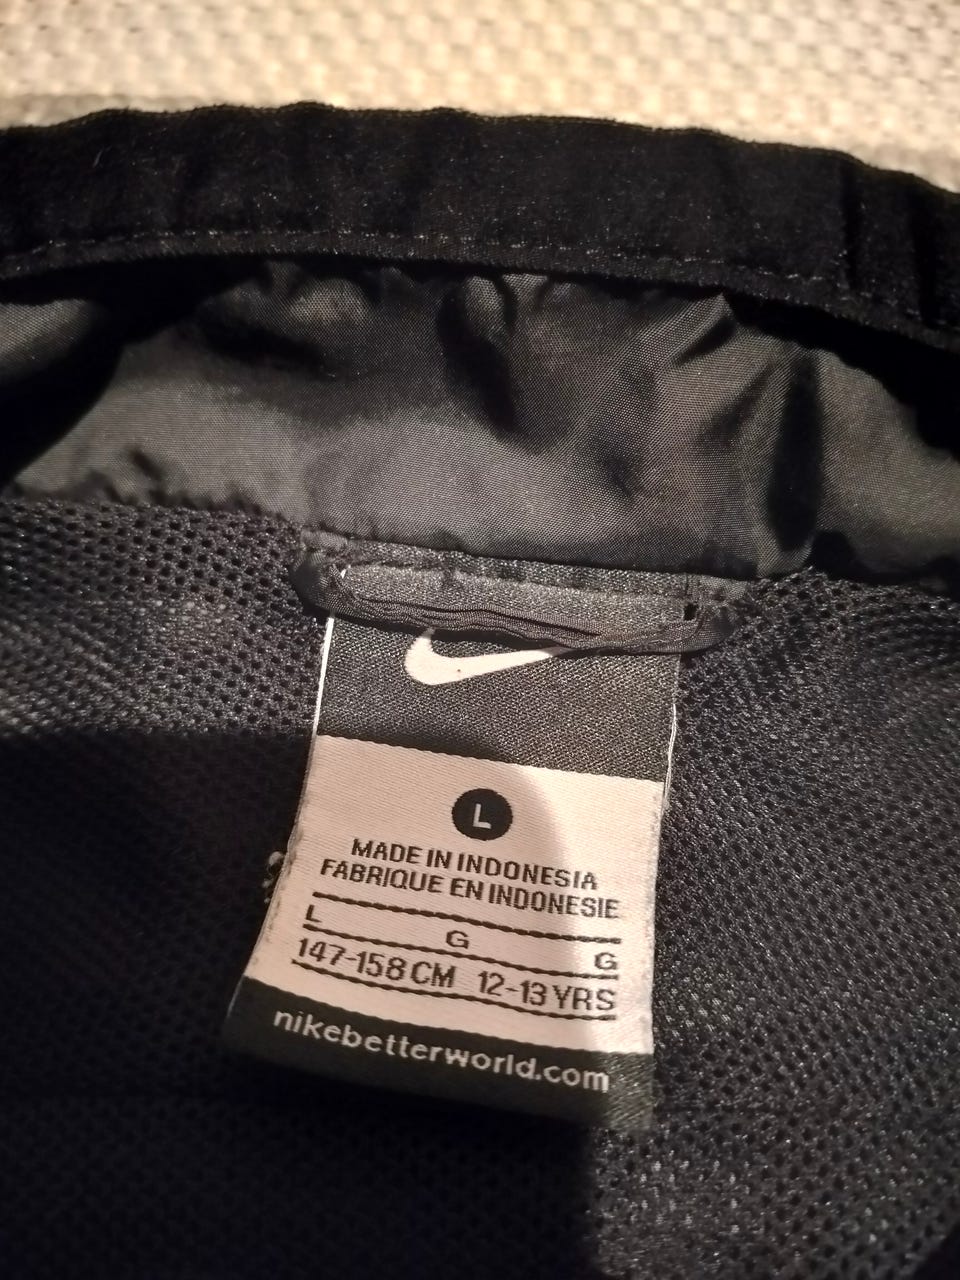 L
MADE IN INDONESIA
FABRIQUE EN INDONESIE
L G G
147-158 CM 12-13 YRS
nikebetterworld.com